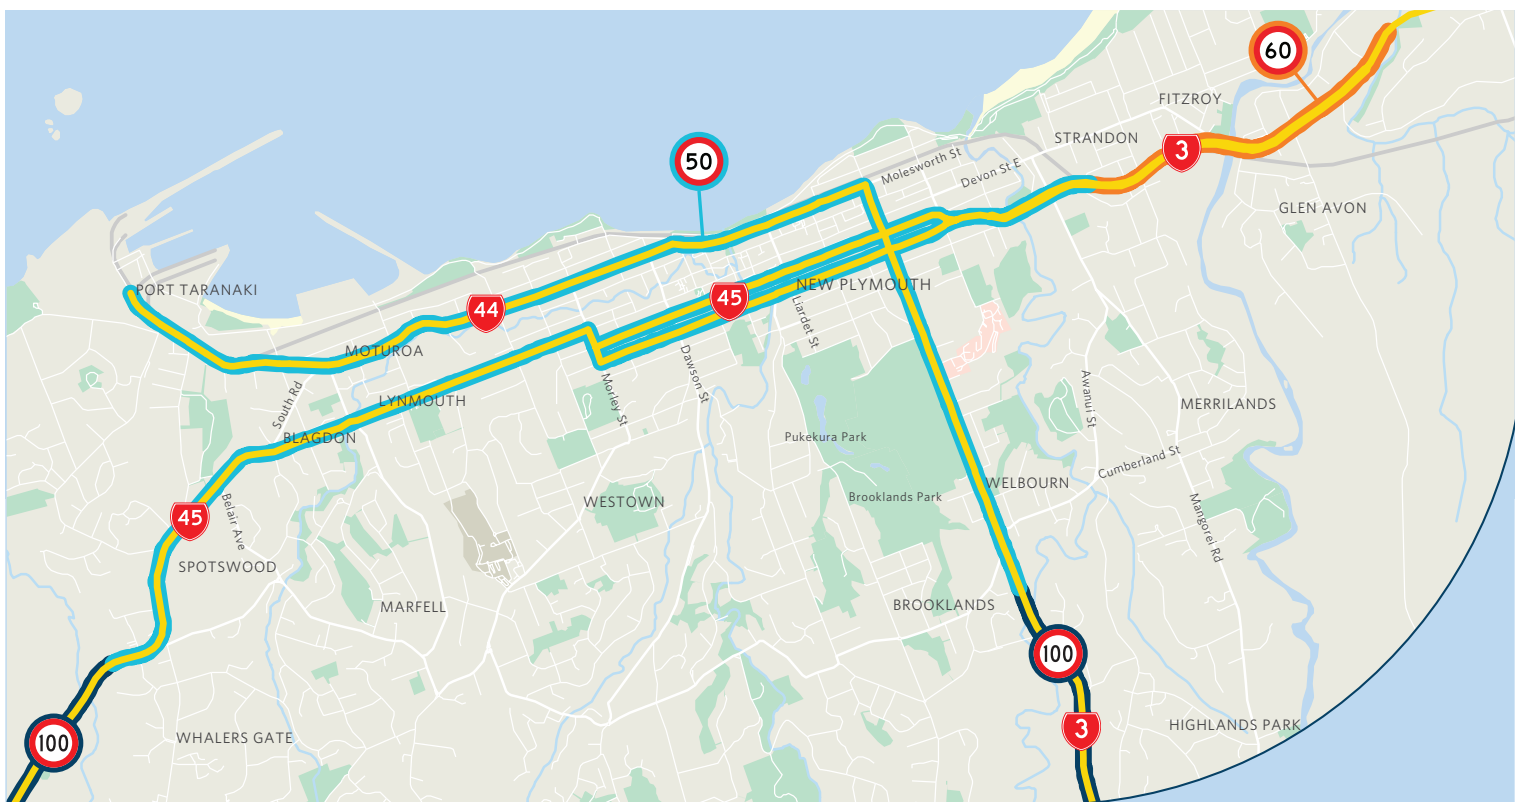 60
FITZROY
STRANDON
50
3
Molesworth St
Devon St E
GLEN AVON
PORT TARANAKI
NEW PLYMOUTH
45
44
Liardet St
MOTUROA
Dawson St
Morley St
South Rd
LYNMOUTH
Awanui St
MERRILANDS
BLAGDON
Pukekura Park
Cumberland St
WELBOURN
Brooklands Park
WESTOWN
45
Belair Ave
Mangorei Rd
SPOTSWOOD
MARFELL
BROOKLANDS
100
3
HIGHLANDS PARK
100
WHALERS GATE